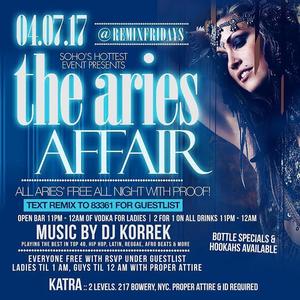 04.07.17 @REMIXFRIDAYS
SOHO'S HOTTEST
EVENT PRESENTS
the aries
AFFAIR
ALL ARIES' FREE ALL NIGHT WITH PROOF!
TEXT REMIX TO 83361 FOR GUESTLIST
OPEN BAR 11PM - 12AM OF VODKA FOR LADIES | 2 FOR 1 ON ALL DRINKS 11PM - 12AM
MUSIC BY DJ KORREK
PLAYING THE BEST IN TOP 40, HIP HOP, LATIN, REGGAE, AFRO BEATS & MORE
BOTTLE SPECIALS &
HOOKAHS AVAILABLE
EVERYONE FREE WITH RSVP UNDER GUESTLIST
LADIES TIL 1 AM, GUYS TIL 12 AM WITH PROPER ATTIRE
KATRA :: 2 LEVELS. 217 BOWERY, NYC. PROPER ATTIRE & ID REQUIRED